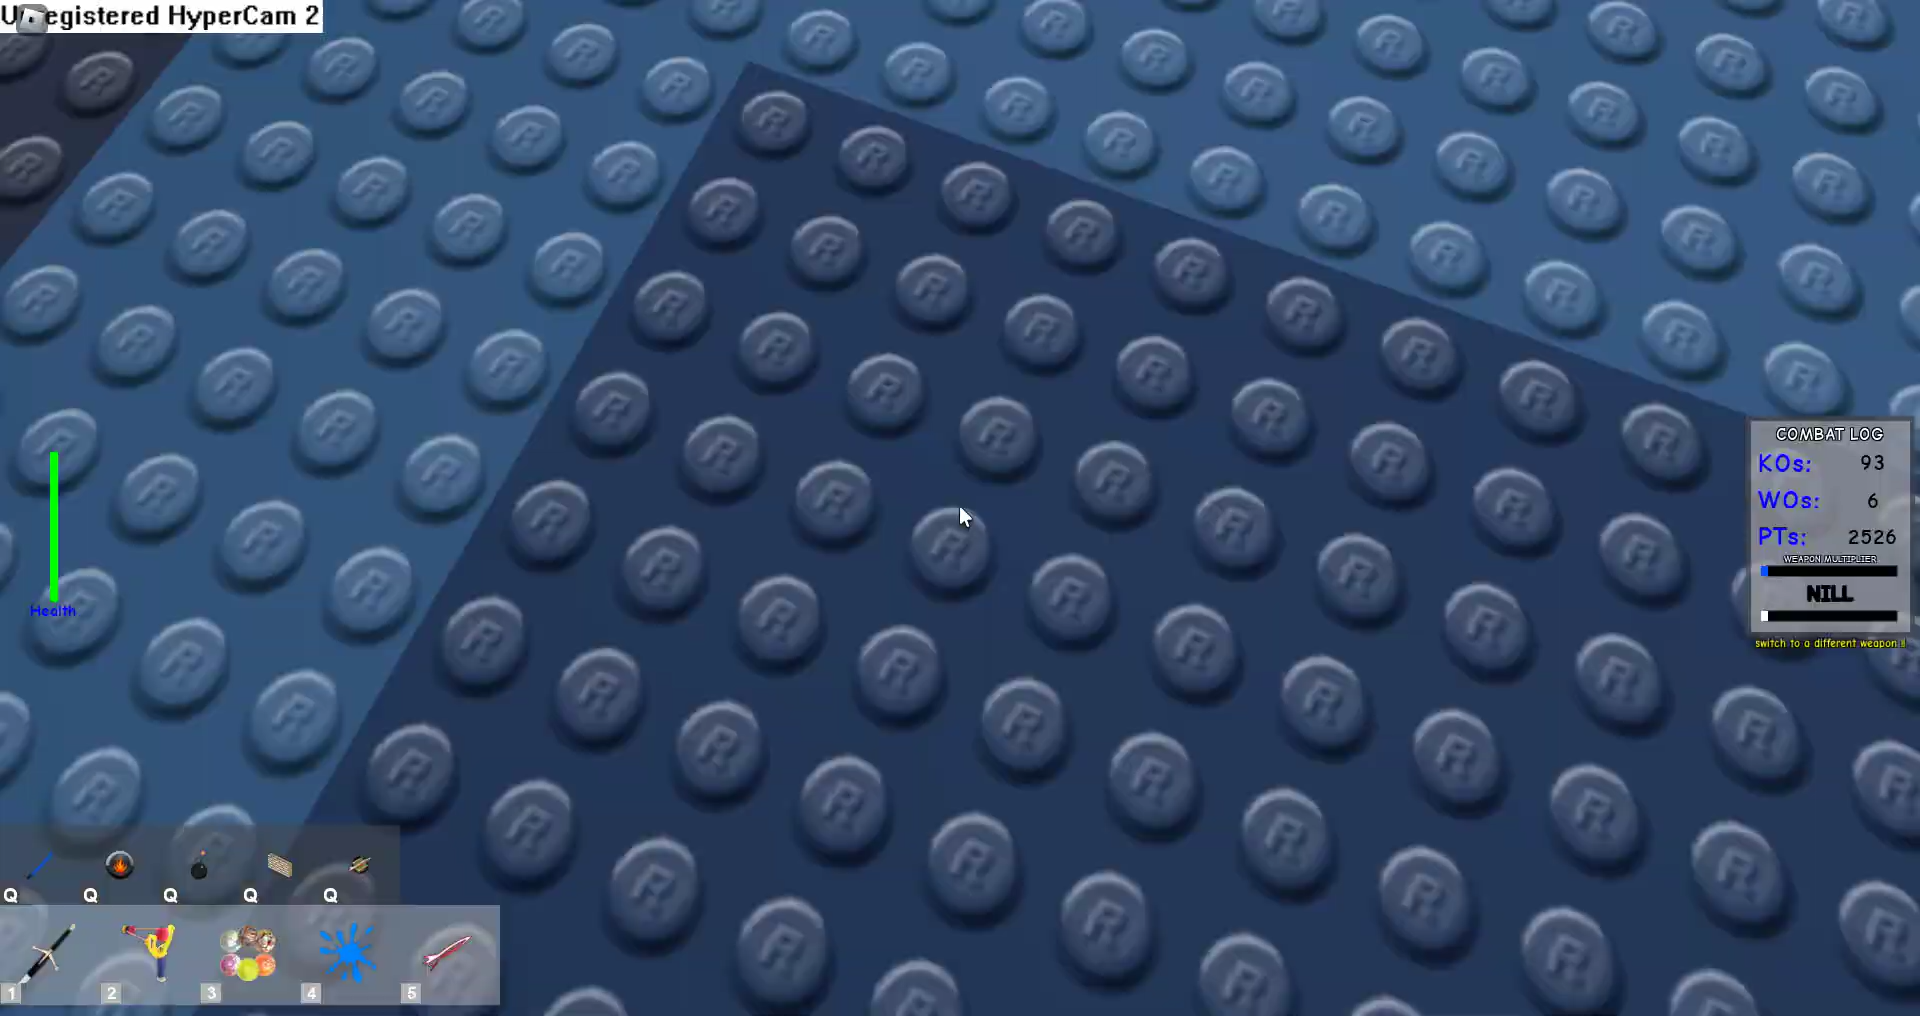 U registered HyperCam 2
COMBAT LOG
KOs: 93
WOs: 6
PTs: 2526
WEAPON MULTIPLIER
NILL
switch to a different weapon !!
Health
Q Q Q Q Q
1 2 3 4 5